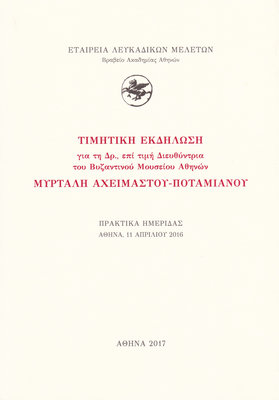 ΕΤΑΙΡΕΙΑ ΛΕΥΚΑΔΙΚΩΝ ΜΕΛΕΤΩΝ
Βραβείο Ακαδημίας Αθηνών
ΤΙΜΗΤΙΚΗ ΕΚΔΗΛΩΣΗ
για τη Δρ., επί τιμή Διευθύντρια
του Βυζαντινού Μουσείου Αθηνών
ΜΥΡΤΑΛΗ ΑΧΕΙΜΑΣΤΟΥ-ΠΟΤΑΜΙΑΝΟΥ
ΠΡΑΚΤΙΚΑ ΗΜΕΡΙΔΑΣ
ΑΘΗΝΑ, 11 ΑΠΡΙΛΙΟΥ 2016
ΑΘΗΝΑ 2017